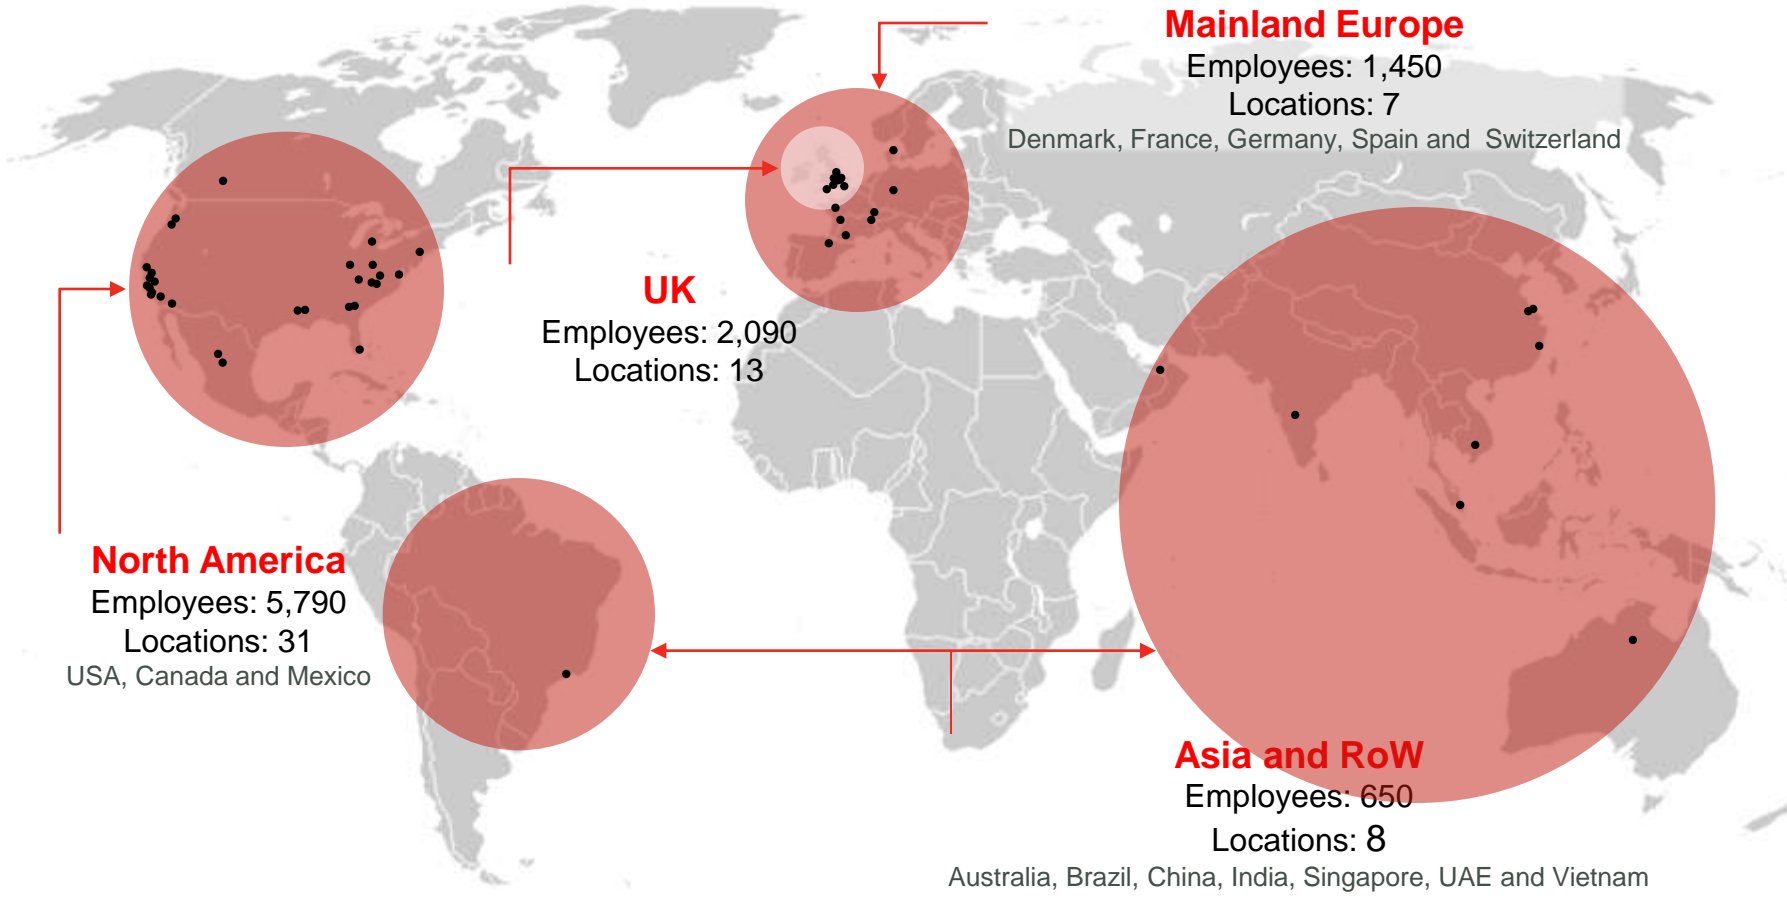 Mainland Europe
Employees: 1,450
Locations: 7
Denmark, France, Germany, Spain and Switzerland
UK
Employees: 2,090
Locations: 13
North America
Employees: 5,790
Locations: 31
USA, Canada and Mexico
Asia and RoW
Employees: 650
Locations: 8
Australia, Brazil, China, India, Singapore, UAE and Vietnam